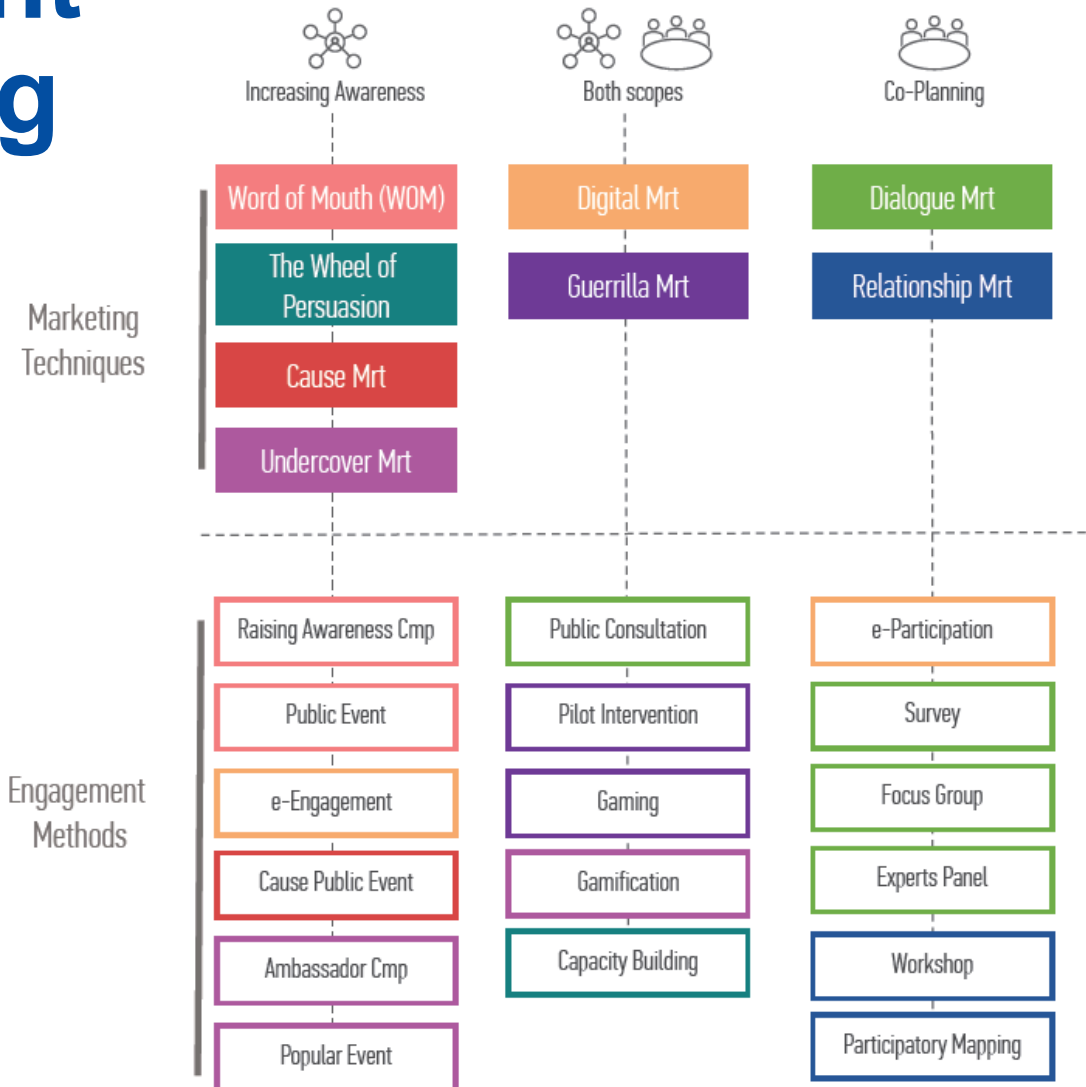 nt
g
Increasing Awareness
Both scopes
Co-Planning
Marketing
Techniques
Word of Mouth (WOM)
Digital Mrt
Dialogue Mrt
The Wheel of
Persuasion
Guerrilla Mrt
Relationship Mrt
Cause Mrt
Undercover Mrt
Engagement
Methods
Raising Awareness Cmp
Public Consultation
e-Participation
Public Event
Pilot Intervention
Survey
e-Engagement
Gaming
Focus Group
Cause Public Event
Gamification
Experts Panel
Ambassador Cmp
Capacity Building
Workshop
Popular Event
Participatory Mapping